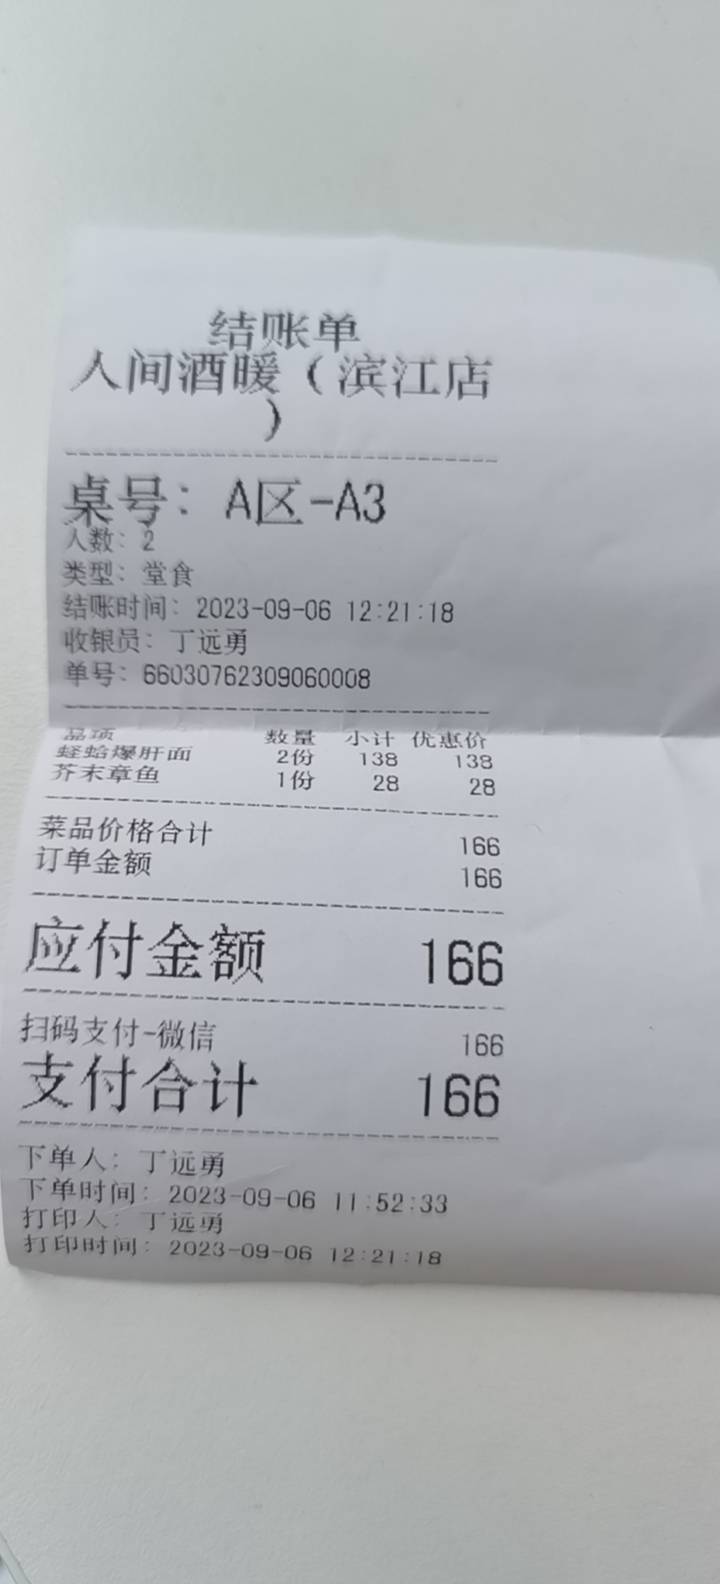 结账单
人间酒暖（滨江店
）
桌号：A区-A3
人数：2
类型：堂食
结账时间：2023-09-06 12:21:18
收银员：丁远勇
单号：66030762309060008
品项 数量 小计 优惠价
蛏蛤爆肝面 2份 138 138
芥末章鱼 1份 28 28
菜品价格合计 166
订单金额 166
应付金额 166
扫码支付-微信 166
支付合计 166
下单人：丁远勇
下单时间：2023-09-06 11:52:33
打印人：丁远勇
打印时间：2023-09-06 12:21:18